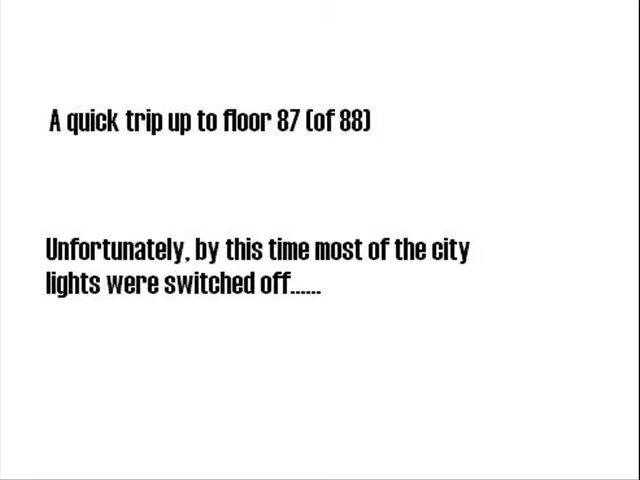 A quick trip up to floor 87 (of 88)
Unfortunately, by this time most of the city
lights were switched off......